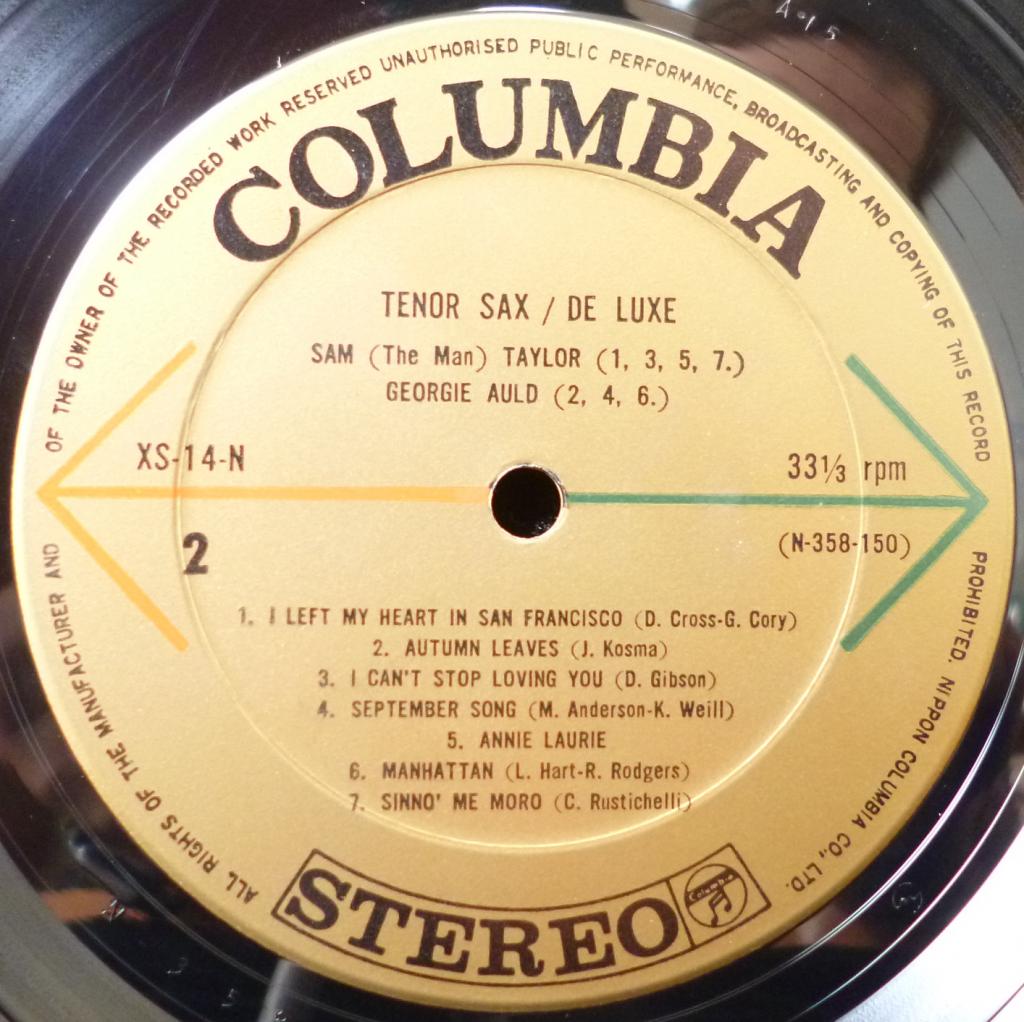 ALL RIGHTS OF THE MANUFACTURER AND OF THE OWNER OF THE RECORDED WORK RESERVED UNAUTHORISED PUBLIC PERFORMANCE, BROADCASTING AND COPYING OF THIS RECORD PROHIBITED. NIPPON COLUMBIA CO., LTD.
COLUMBIA
TENOR SAX / DE LUXE
SAM (The Man) TAYLOR (1, 3, 5, 7.)
GEORGIE AULD (2, 4, 6.)
XS-14-N
33⅓ rpm
2
(N-358-150)
1. I LEFT MY HEART IN SAN FRANCISCO (D. Cross-G. Cory)
2. AUTUMN LEAVES (J. Kosma)
3. I CAN'T STOP LOVING YOU (D. Gibson)
4. SEPTEMBER SONG (M. Anderson-K. Weill)
5. ANNIE LAURIE
6. MANHATTAN (L. Hart-R. Rodgers)
7. SINNO' ME MORO (C. Rustichelli)
STEREO
Columbia